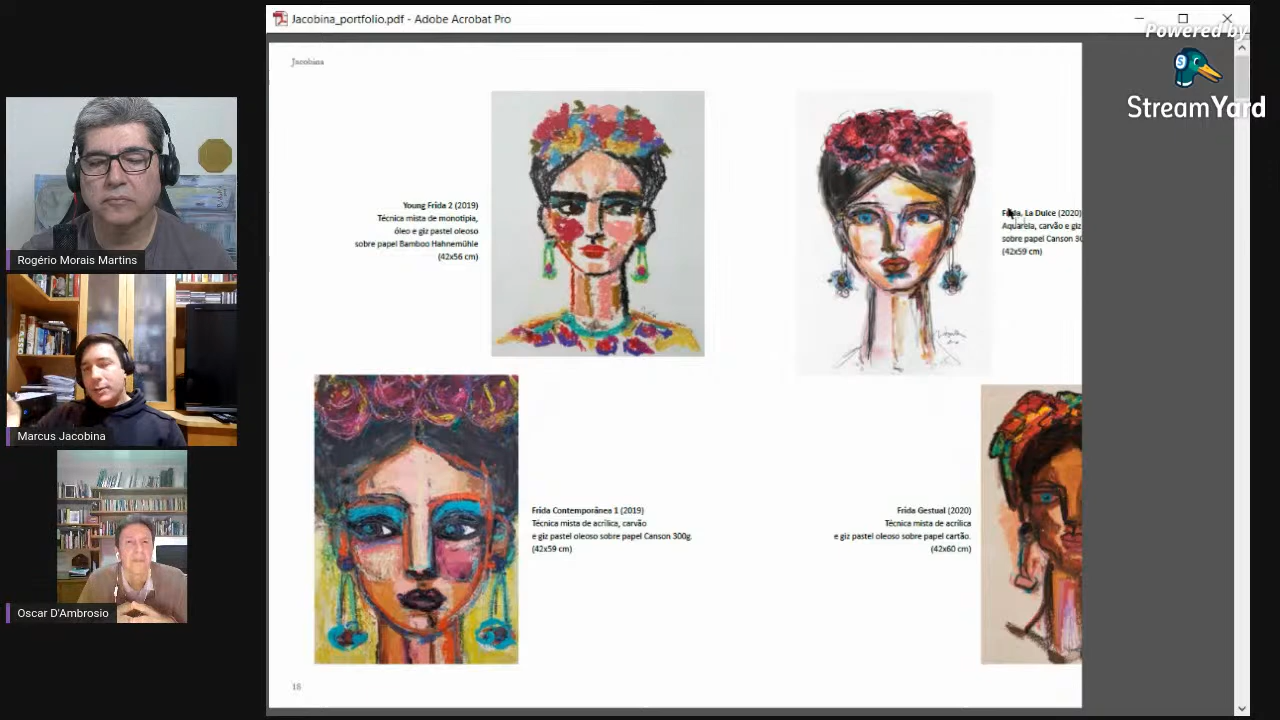 Jacobina_portfolio.pdf - Adobe Acrobat Pro
Powered by
StreamYard
Jacobina
Young Frida 2 (2019)
Técnica mista de monotipia,
óleo e giz pastel oleoso
sobre papel Bamboo Hahnemühle
(42x56 cm)
La Dulce (2020)
Aquarela, carvão e giz
sobre papel Canson
(42x59 cm)
Frida Contemporânea 1 (2019)
Técnica mista de acrílica, carvão
e giz pastel oleoso sobre papel Canson 300g.
(42x59 cm)
Frida Gestual (2020)
Técnica mista de acrílica
e giz pastel oleoso sobre papel cartão.
(42x60 cm)
18
Rogério Morais Martins
Marcus Jacobina
Oscar D'Ambrosio